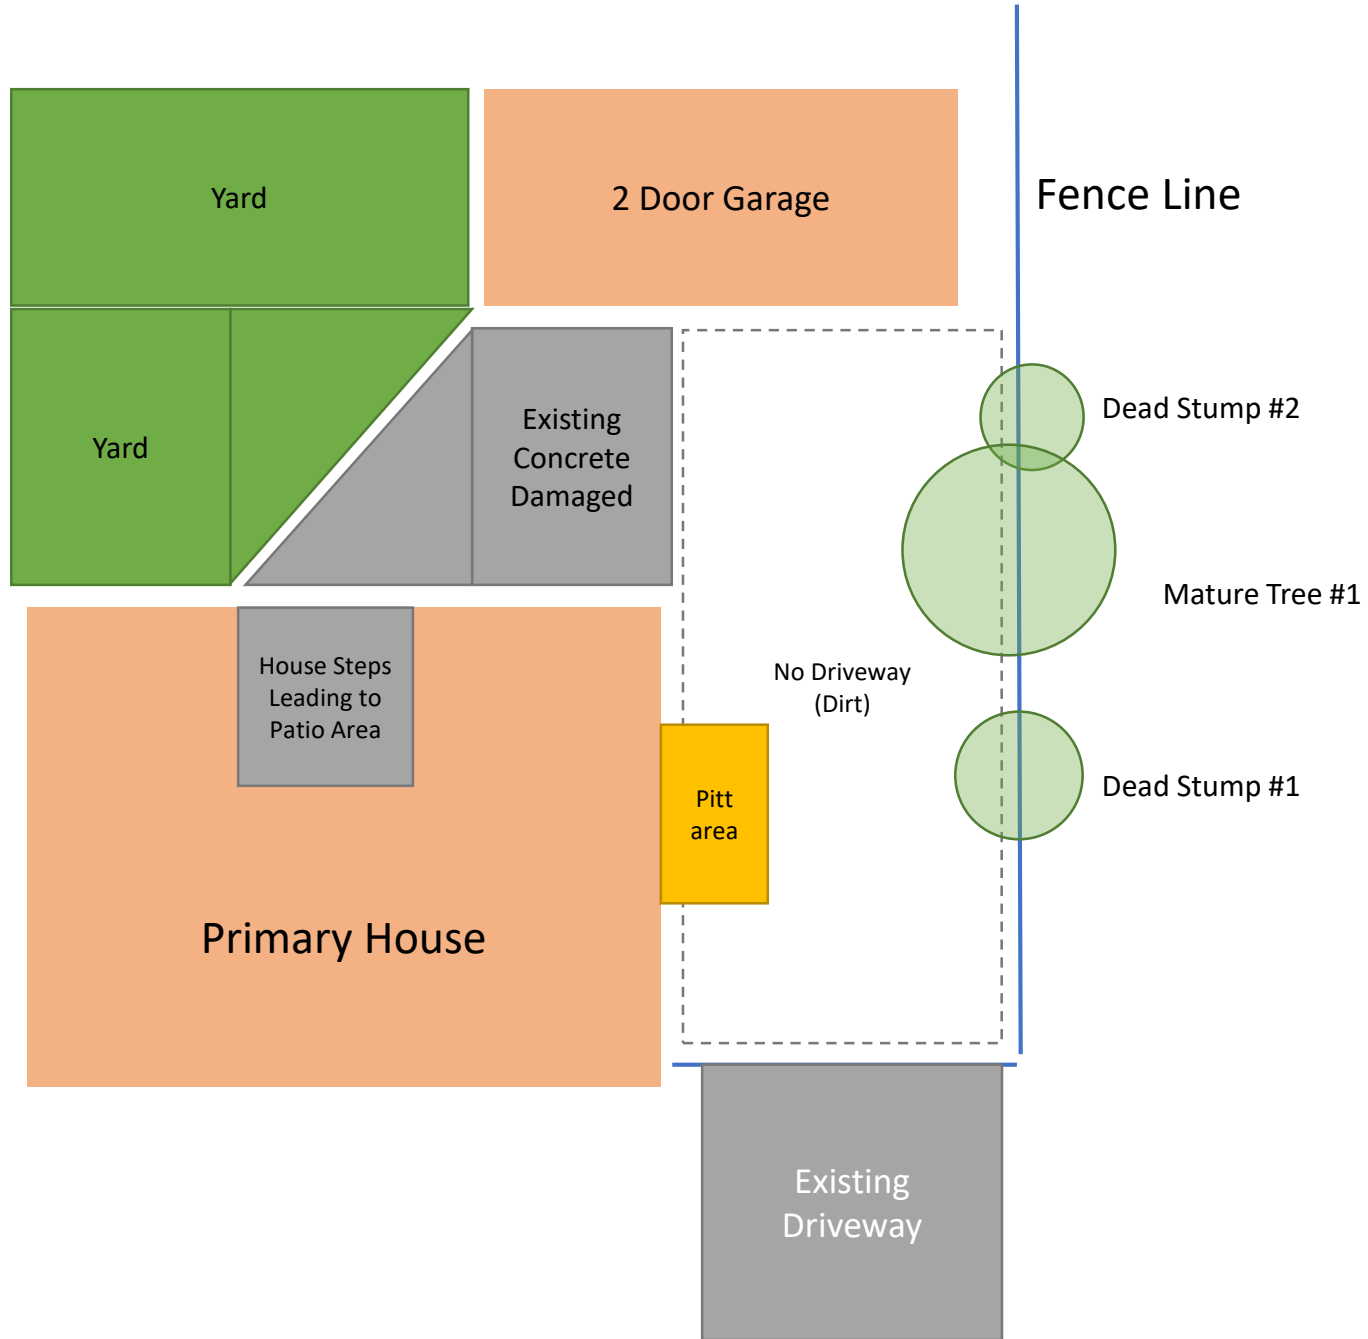 Yard
2 Door Garage
Fence Line
Yard
Existing
Concrete
Damaged
Dead Stump #2
Mature Tree #1
House Steps
Leading to
Patio Area
No Driveway
(Dirt)
Pitt
area
Dead Stump #1
Primary House
Existing
Driveway